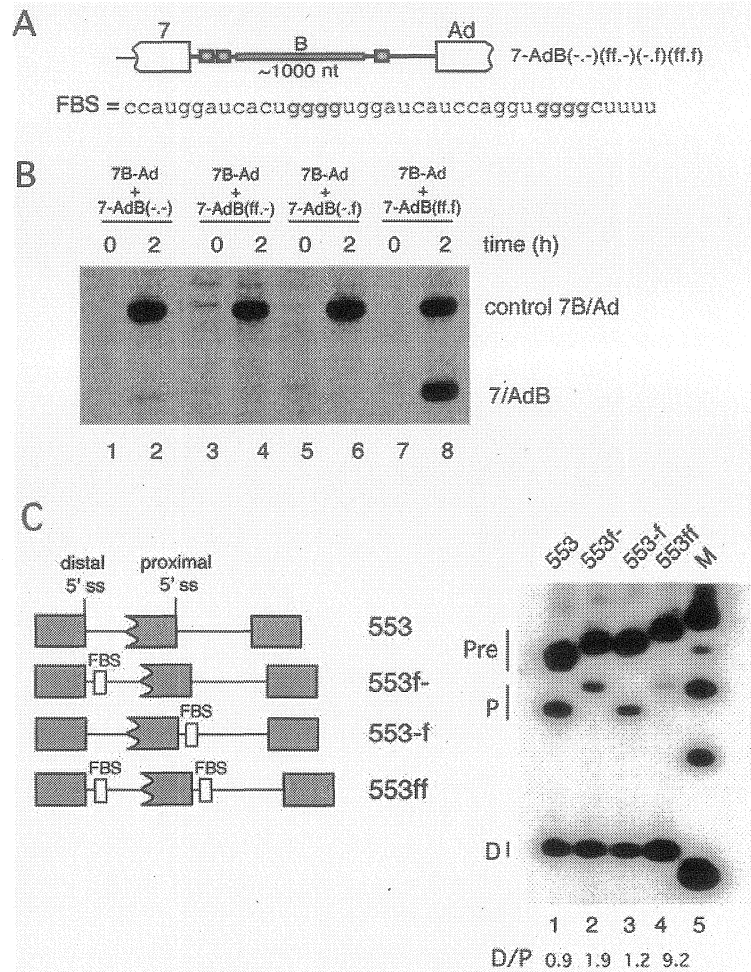 A
7
B
Ad
~1000 nt
7-AdB(-.-)(ff.-)(-.f)(ff.f)
FBS = ccauggaucacugggguggaucauccaggu ggggcuuuu
B
7B-Ad 7B-Ad 7B-Ad 7B-Ad
+ + + +
7-AdB(-.-) 7-AdB(ff.-) 7-AdB(-.f) 7-AdB(ff.f)
0 2 0 2 0 2 0 2 time (h)
control 7B/Ad
7/AdB
1 2 3 4 5 6 7 8
C
distal proximal
5' ss 5' ss
553
FBS
553f-
FBS
553-f
FBS FBS
553ff
553 553f- 553-f 553ff M
Pre
P
D
1 2 3 4 5
D/P 0.9 1.9 1.2 9.2